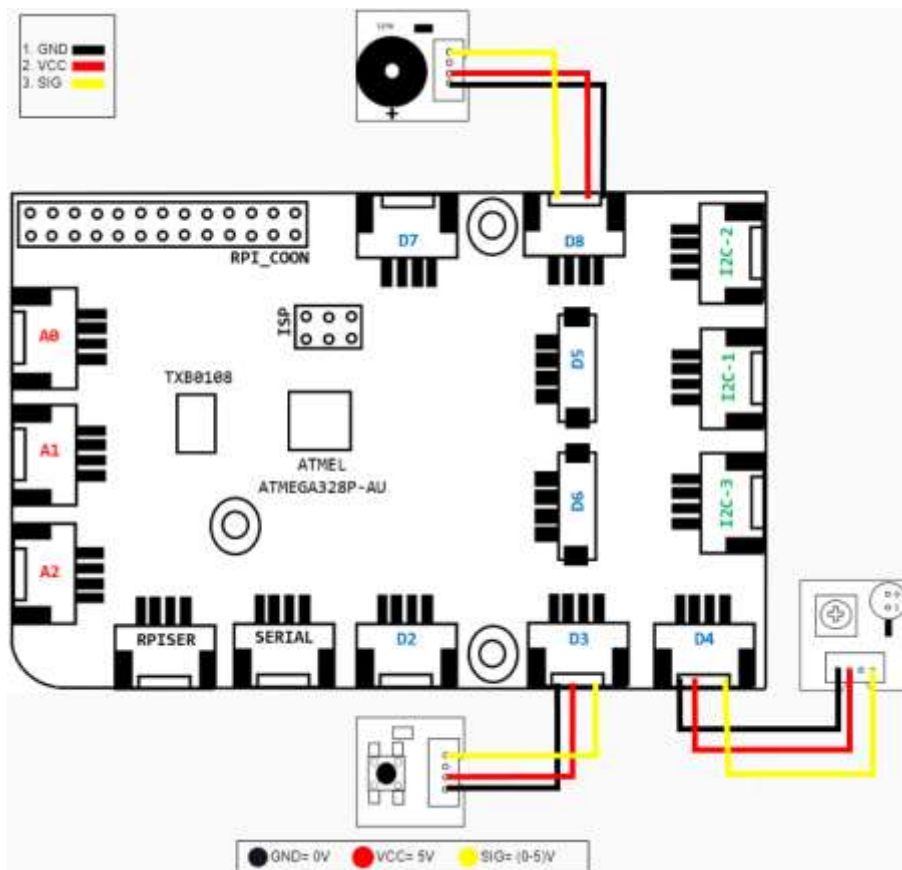 1. GND
2. VCC
3. SIG
+
D7
D8
I2C-2
RPI_COON
ISP
A0
D5
I2C-1
TXB0108
A1
ATMEL
ATMEGA328P-AU
D6
I2C-3
A2
RPISER
SERIAL
D2
D3
D4
GND= 0V
VCC= 5V
SIG= (0-5)V